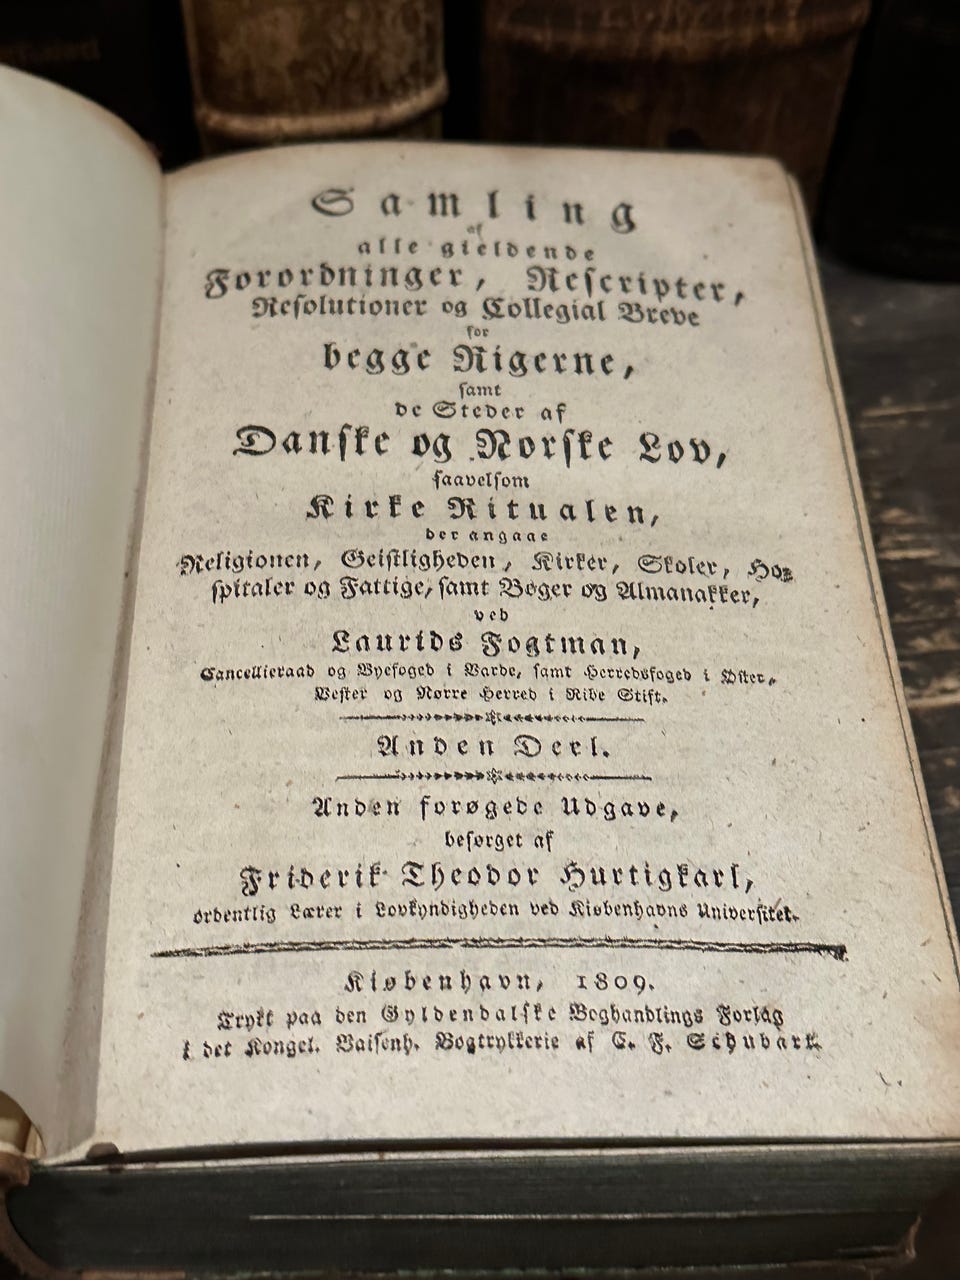 Samling
af
alle gieldende
Forordninger, Rescripter,
Resolutioner og Collegial Breve
for
begge Rigerne,
samt
de Steder af
Danske og Norske Lov,
saavelsom
Kirke Ritualen,
der angaae
Religionen, Geistligheden, Kirker, Skoler, Ho-
spitaler og Fattige, samt Bøger og Almanakker,
ved
Laurids Fogtman,
Cancellieraad og Byefoged i Varde, samt Herredsfoged i Øster,
Vester og Nørre Herred i Ribe Stift.
Anden Deel.
Anden forøgede Udgave,
besørget af
Friderik Theodor Hurtigkarl,
ordentlig Lærer i Lovkyndigheden ved Kiøbenhavns Universitet.
Kiøbenhavn, 1809.
Trykt paa den Gyldendalske Boghandlings Forlag
i det Kongel. Vaisenh. Bogtrykkerie af C. F. Schubart.